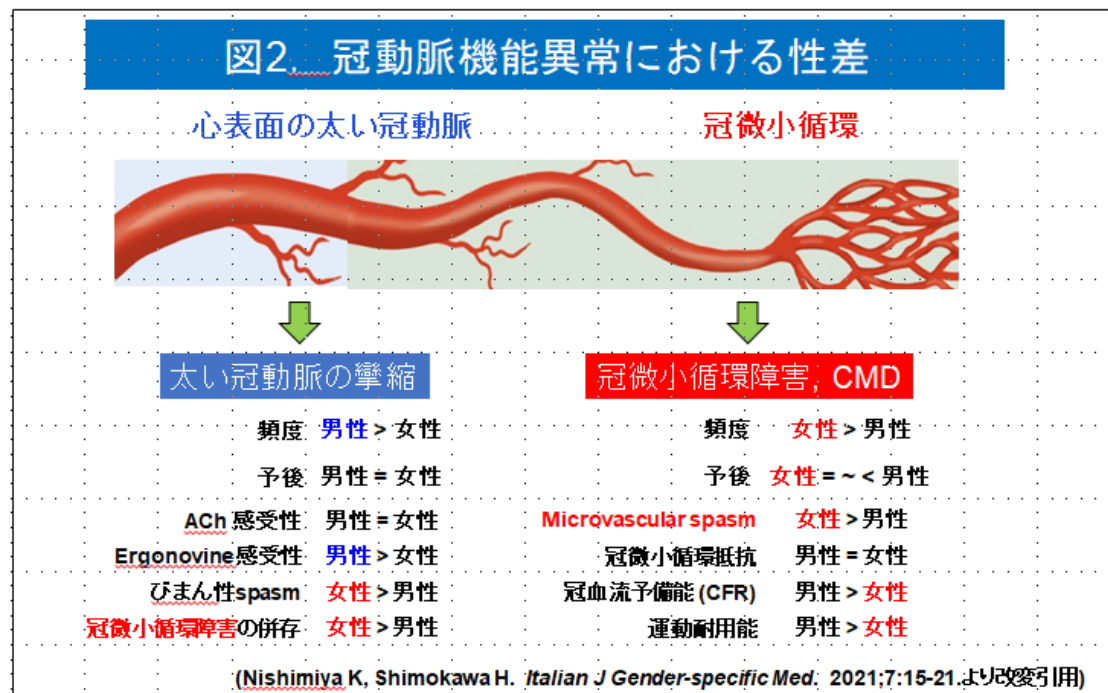 図2. 冠動脈機能異常における性差
心表面の太い冠動脈
冠微小循環
太い冠動脈の攣縮
頻度 男性 > 女性
予後 男性 = 女性
ACh 感受性 男性 = 女性
Ergonovine感受性 男性 > 女性
びまん性spasm 女性 > 男性
冠微小循環障害の併存 女性 > 男性
冠微小循環障害, CMD
頻度 女性 > 男性
予後 女性 = ~ < 男性
Microvascular spasm 女性 > 男性
冠微小循環抵抗 男性 = 女性
冠血流予備能 (CFR) 男性 > 女性
運動耐用能 男性 > 女性
(Nishimiya K, Shimokawa H. Italian J Gender-specific Med. 2021;7:15-21.より改変引用)